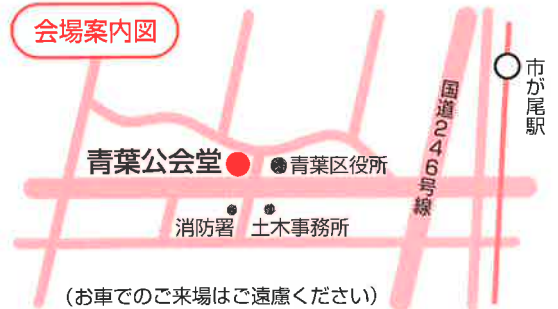 会場案内図
市が尾駅
国道246号線
青葉公会堂
青葉区役所
消防署
土木事務所
（お車でのご来場はご遠慮ください）